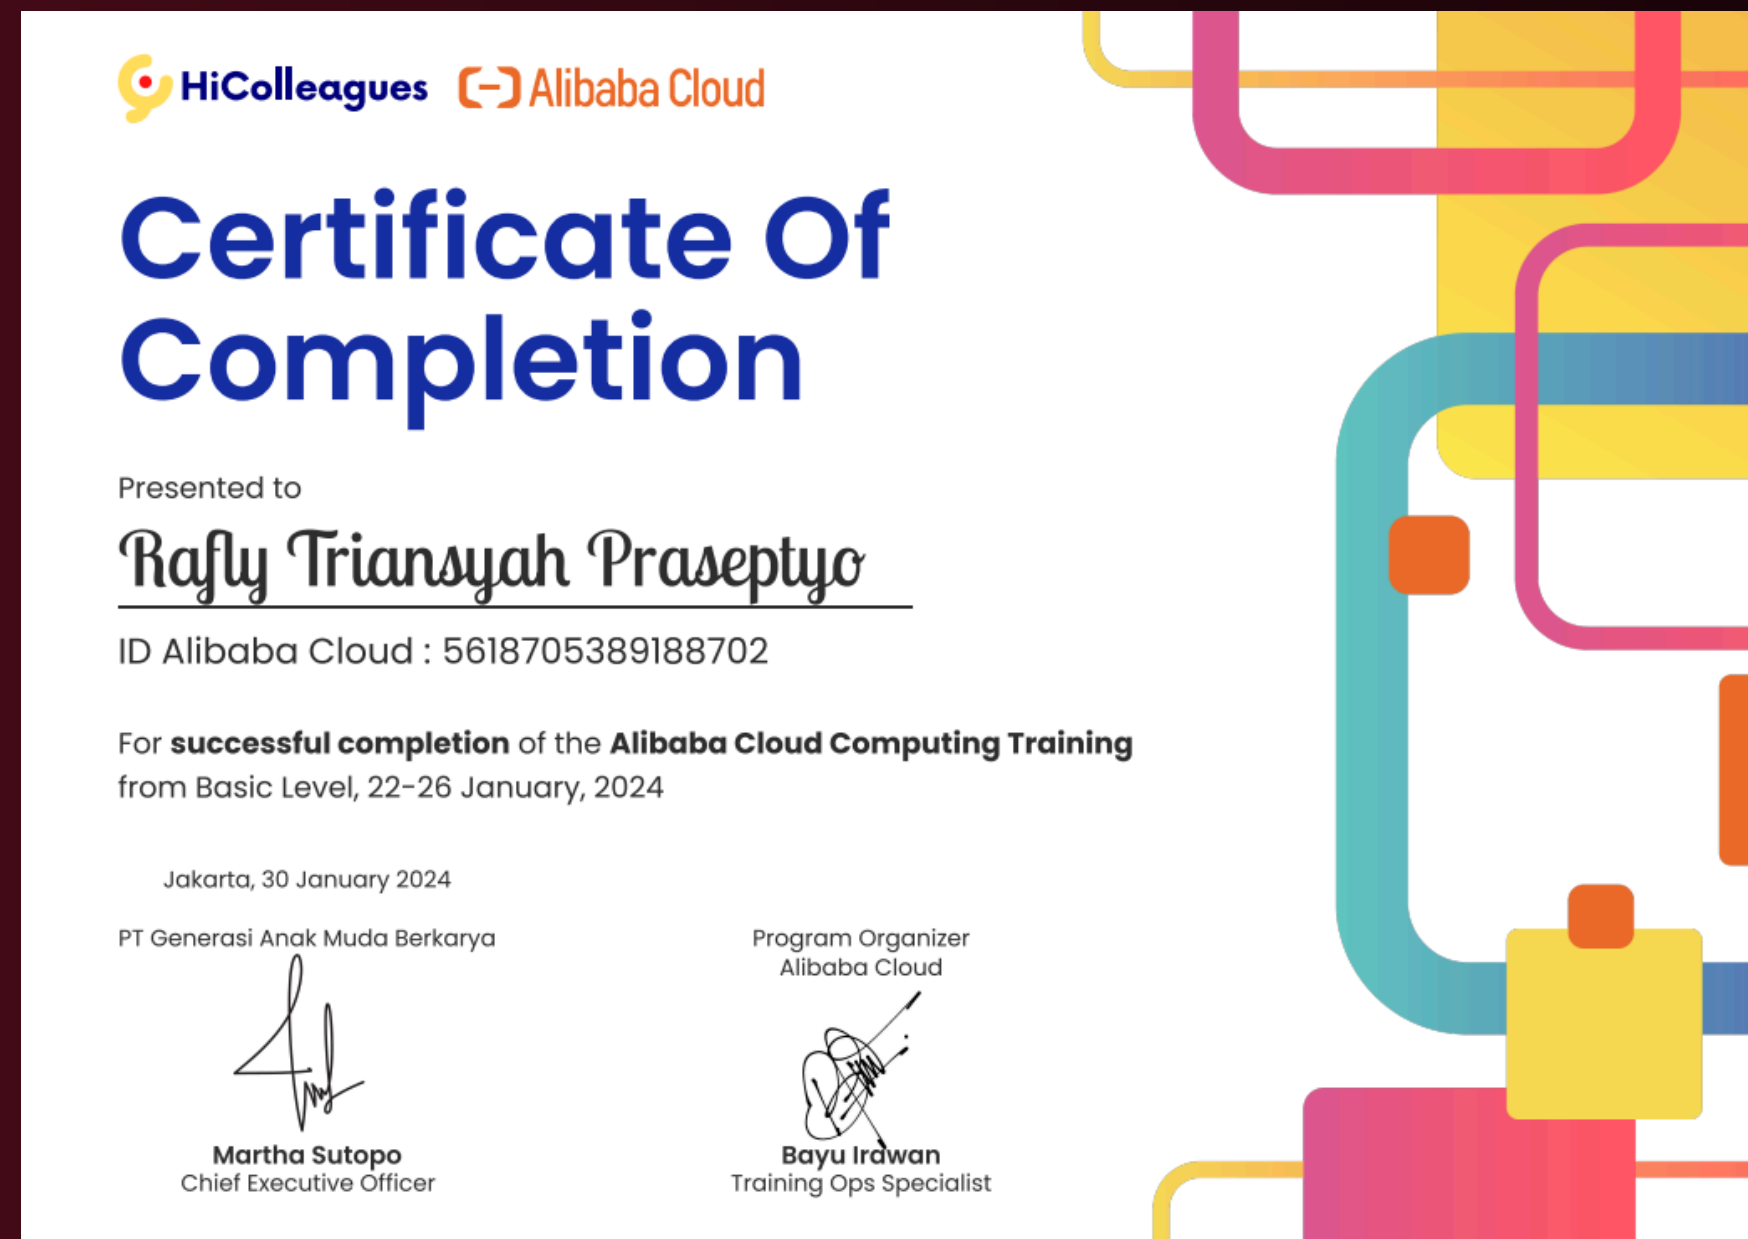 HiColleagues Alibaba Cloud
Certificate Of
Completion
Presented to
Rafly Triansyah Praseptyo
ID Alibaba Cloud : 5618705389188702
For successful completion of the Alibaba Cloud Computing Training
from Basic Level, 22-26 January, 2024
Jakarta, 30 January 2024
PT Generasi Anak Muda Berkarya
Martha Sutopo
Chief Executive Officer
Program Organizer
Alibaba Cloud
Bayu Irawan
Training Ops Specialist